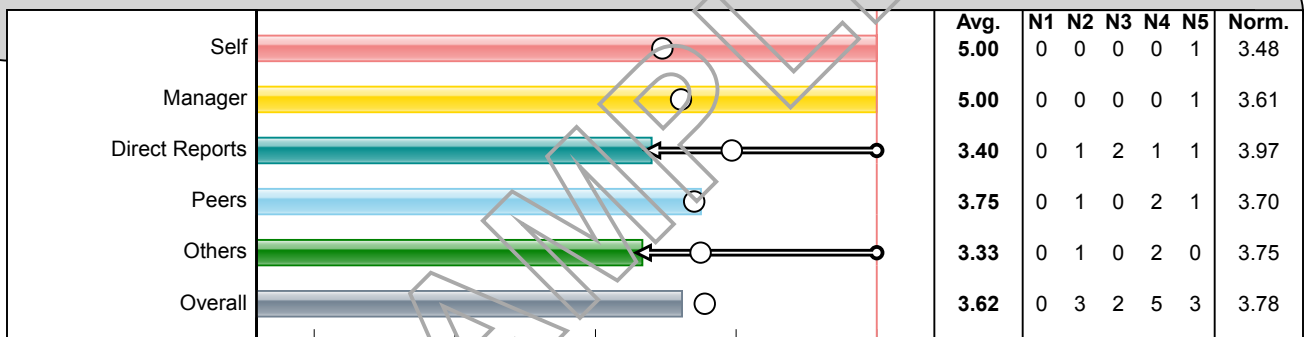 Avg. N1 N2 N3 N4 N5 Norm.
Self 5.00 0 0 0 0 1 3.48
Manager 5.00 0 0 0 0 1 3.61
Direct Reports 3.40 0 1 2 1 1 3.97
Peers 3.75 0 1 0 2 1 3.70
Others 3.33 0 1 0 2 0 3.75
Overall 3.62 0 3 2 5 3 3.78
AMPL